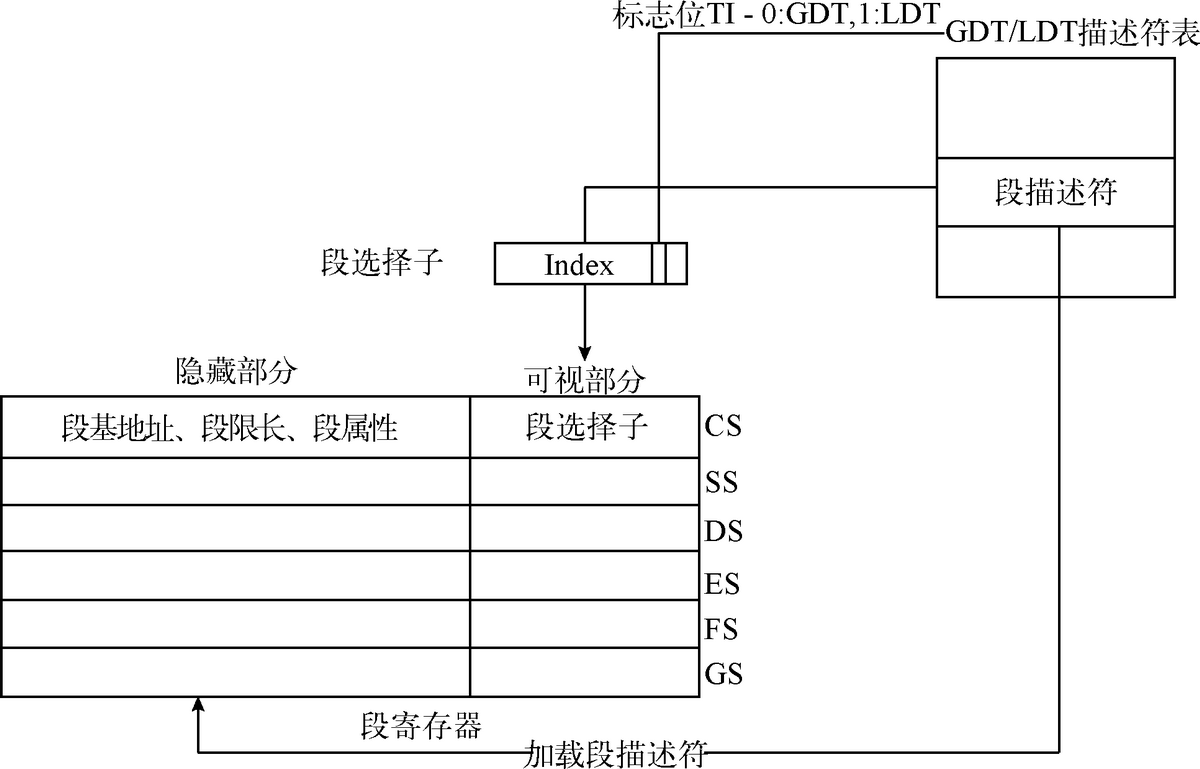 标志位TI - 0:GDT,1:LDT
GDT/LDT描述符表
段描述符
段选择子
Index
隐藏部分
可视部分
段基地址、段限长、段属性
段选择子
CS
SS
DS
ES
FS
GS
段寄存器
加载段描述符